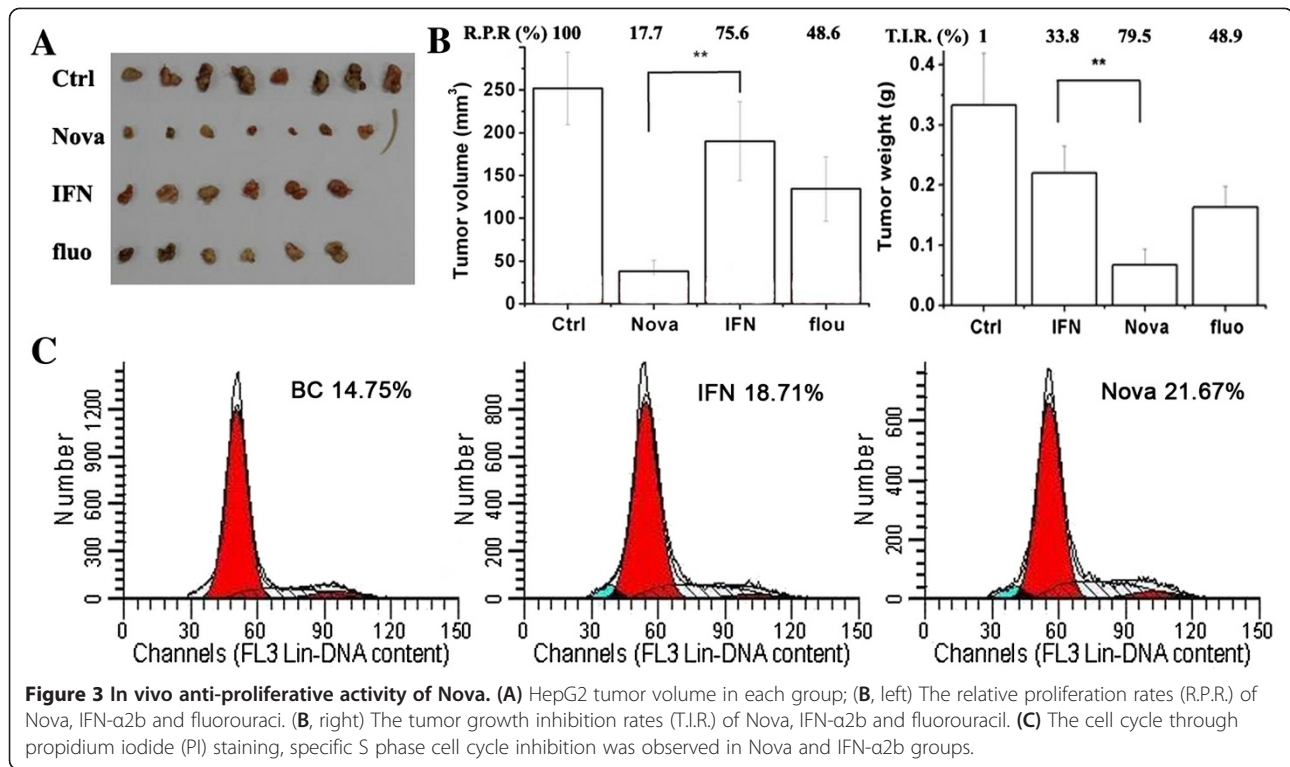 A
Ctrl
Nova
IFN
fluo
B
R.P.R (%) 100 17.7 75.6 48.6
**
Tumor volume (mm³)
250
200
150
100
50
0
Ctrl Nova IFN flou
T.I.R. (%) 1 33.8 79.5 48.9
**
Tumor weight (g)
0.4
0.3
0.2
0.1
0.0
Ctrl IFN Nova fluo
C
BC 14.75%
Number
1200
900
600
300
0
0 30 60 90 120 150
Channels (FL3 Lin-DNA content)
IFN 18.71%
Number
800
600
400
200
0
0 30 60 90 120 150
Channels (FL3 Lin-DNA content)
Nova 21.67%
Number
600
400
200
0
0 30 60 90 120 150
Channels (FL3 Lin-DNA content)
Figure 3 In vivo anti-proliferative activity of Nova. (A) HepG2 tumor volume in each group; (B, left) The relative proliferation rates (R.P.R.) of
Nova, IFN-α2b and fluorouraci. (B, right) The tumor growth inhibition rates (T.I.R.) of Nova, IFN-α2b and fluorouracil. (C) The cell cycle through
propidium iodide (PI) staining, specific S phase cell cycle inhibition was observed in Nova and IFN-α2b groups.